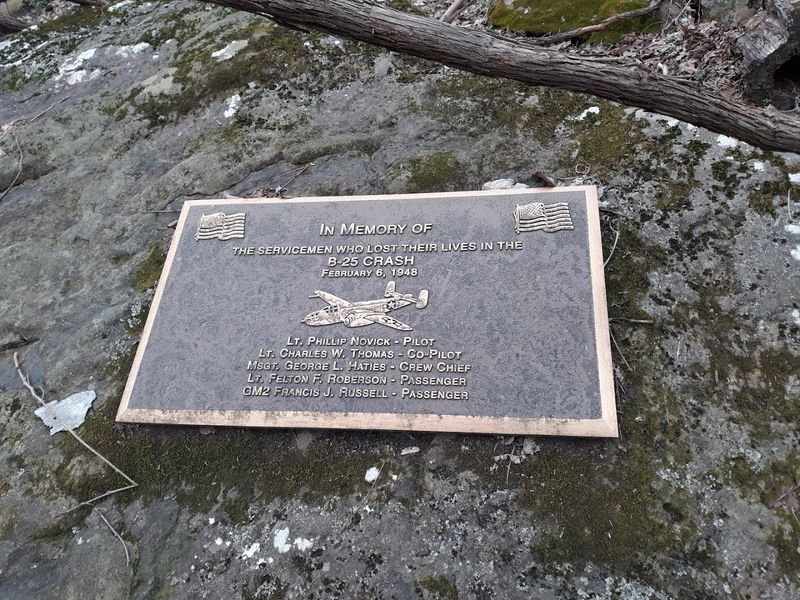 In Memory of
the servicemen who lost their lives in the
B-25 crash
February 6, 1948
Lt. Phillip Novick - Pilot
Lt. Charles W. Thomas - Co-Pilot
Msgt. George L. Haties - Crew Chief
Lt. Felton F. Roberson - Passenger
GM2 Francis J. Russell - Passenger